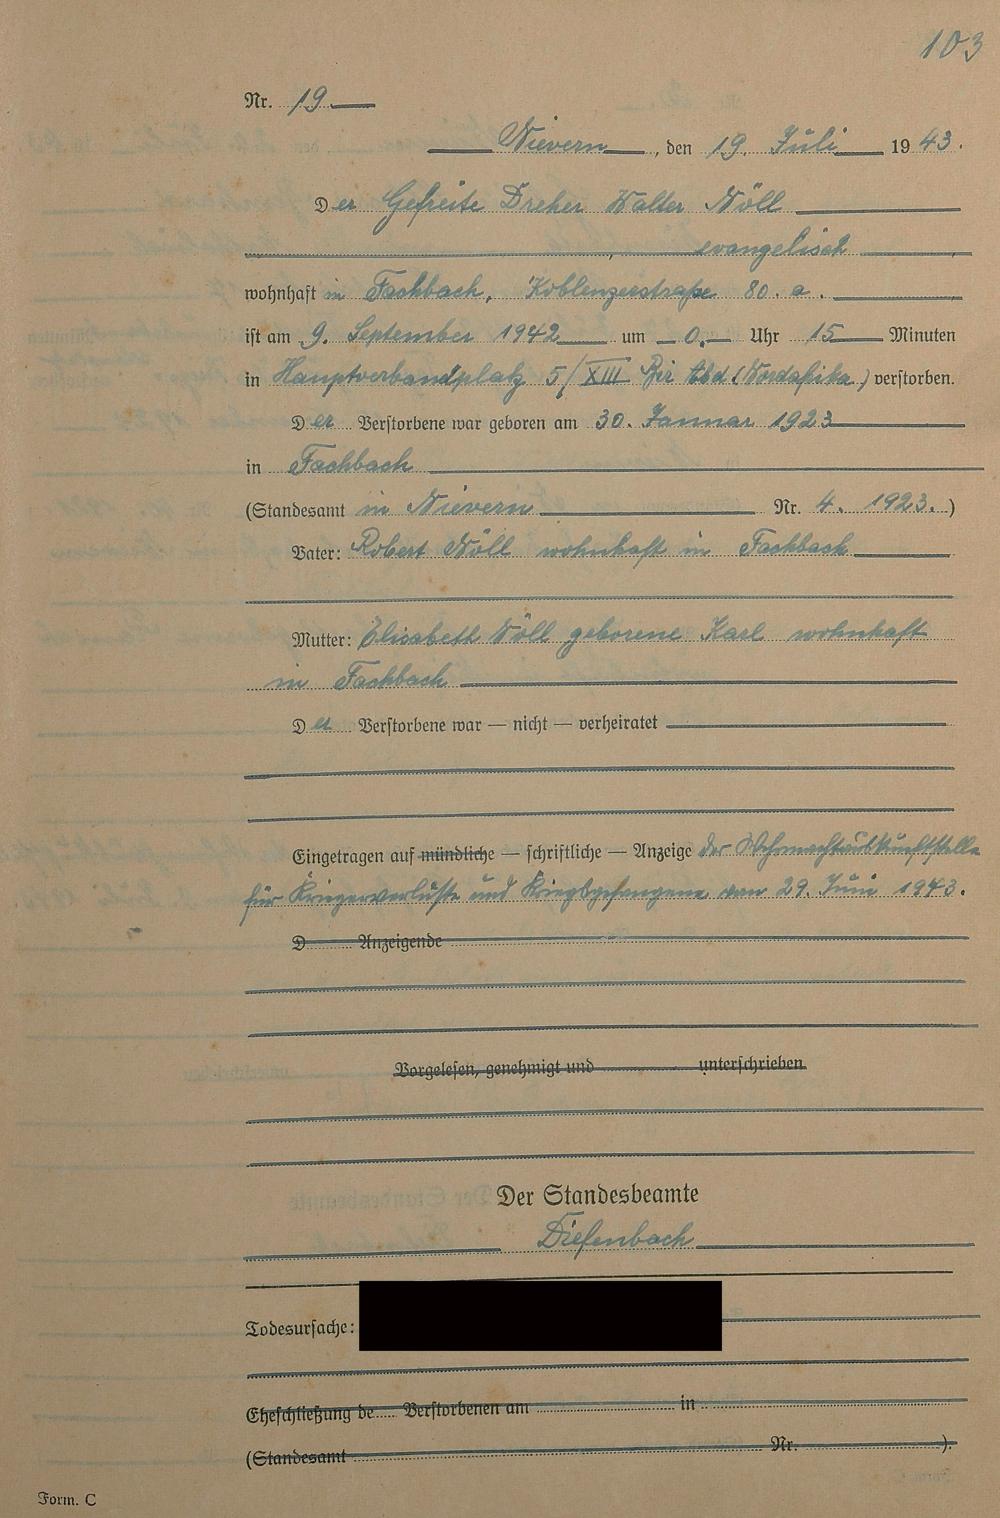 103
Nr. 19
Nievern, den 19. Juli 1943.
Der Gefreite Dreher Walter Nöll
, evangelisch
wohnhaft in Fachbach, Koblenzerstraße 80. a.
ist am 9. September 1942 um 0. Uhr 15 Minuten
in Hauptverbandplatz 5/XIII Bir Abd (Nordafrika.) verstorben.
Der Verstorbene war geboren am 30. Januar 1923
in Fachbach
(Standesamt in Nievern Nr. 4. 1923.)
Vater: Robert Nöll wohnhaft in Fachbach
Mutter: Elisabeth Nöll geborene Karl wohnhaft
in Fachbach
Der Verstorbene war — nicht — verheiratet
Eingetragen auf mündliche — schriftliche — Anzeige der Wehrmachtauskunftstelle
für Kriegerverluste und Kriegsgefangene vom 29. Juni 1943.
D Anzeigende
Vorgelesen, genehmigt und unterschrieben
Der Standesbeamte
Diefenbach
Todesursache:
Eheschließung de Verstorbenen am in
(Standesamt Nr. ).
Form. C